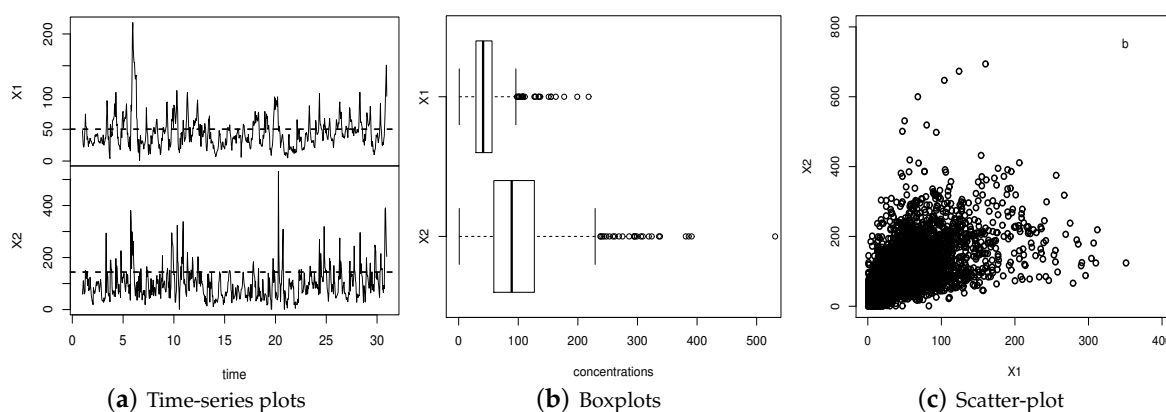 X1
0
50
100
200
X2
0
100
200
400
0 5 10 15 20 25 30
time
(a) Time-series plots
X1
X2
0 100 200 300 400 500
concentrations
(b) Boxplots
b
X2
0
200
400
600
800
0 100 200 300 400
X1
(c) Scatter-plot